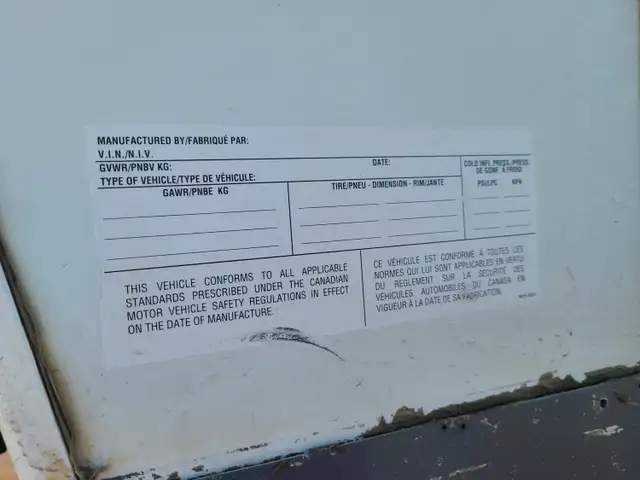 MANUFACTURED BY/FABRIQUÉ PAR:
V.I.N./N.I.V.
GVWR/PNBV KG: DATE:
TYPE OF VEHICLE/TYPE DE VÉHICULE:
COLD INFL. PRESS./PRESS.
DE GONF. À FROID
PSI/LPC KPA
GAWR/PNBE KG
TIRE/PNEU - DIMENSION - RIM/JANTE
THIS VEHICLE CONFORMS TO ALL APPLICABLE
STANDARDS PRESCRIBED UNDER THE CANADIAN
MOTOR VEHICLE SAFETY REGULATIONS IN EFFECT
ON THE DATE OF MANUFACTURE.
CE VÉHICULE EST CONFORME À TOUTES LES
NORMES QUI LUI SONT APPLICABLES EN VERTU
DU RÈGLEMENT SUR LA SÉCURITÉ DES
VÉHICULES AUTOMOBILES DU CANADA EN
VIGUEUR À LA DATE DE SA FABRICATION.